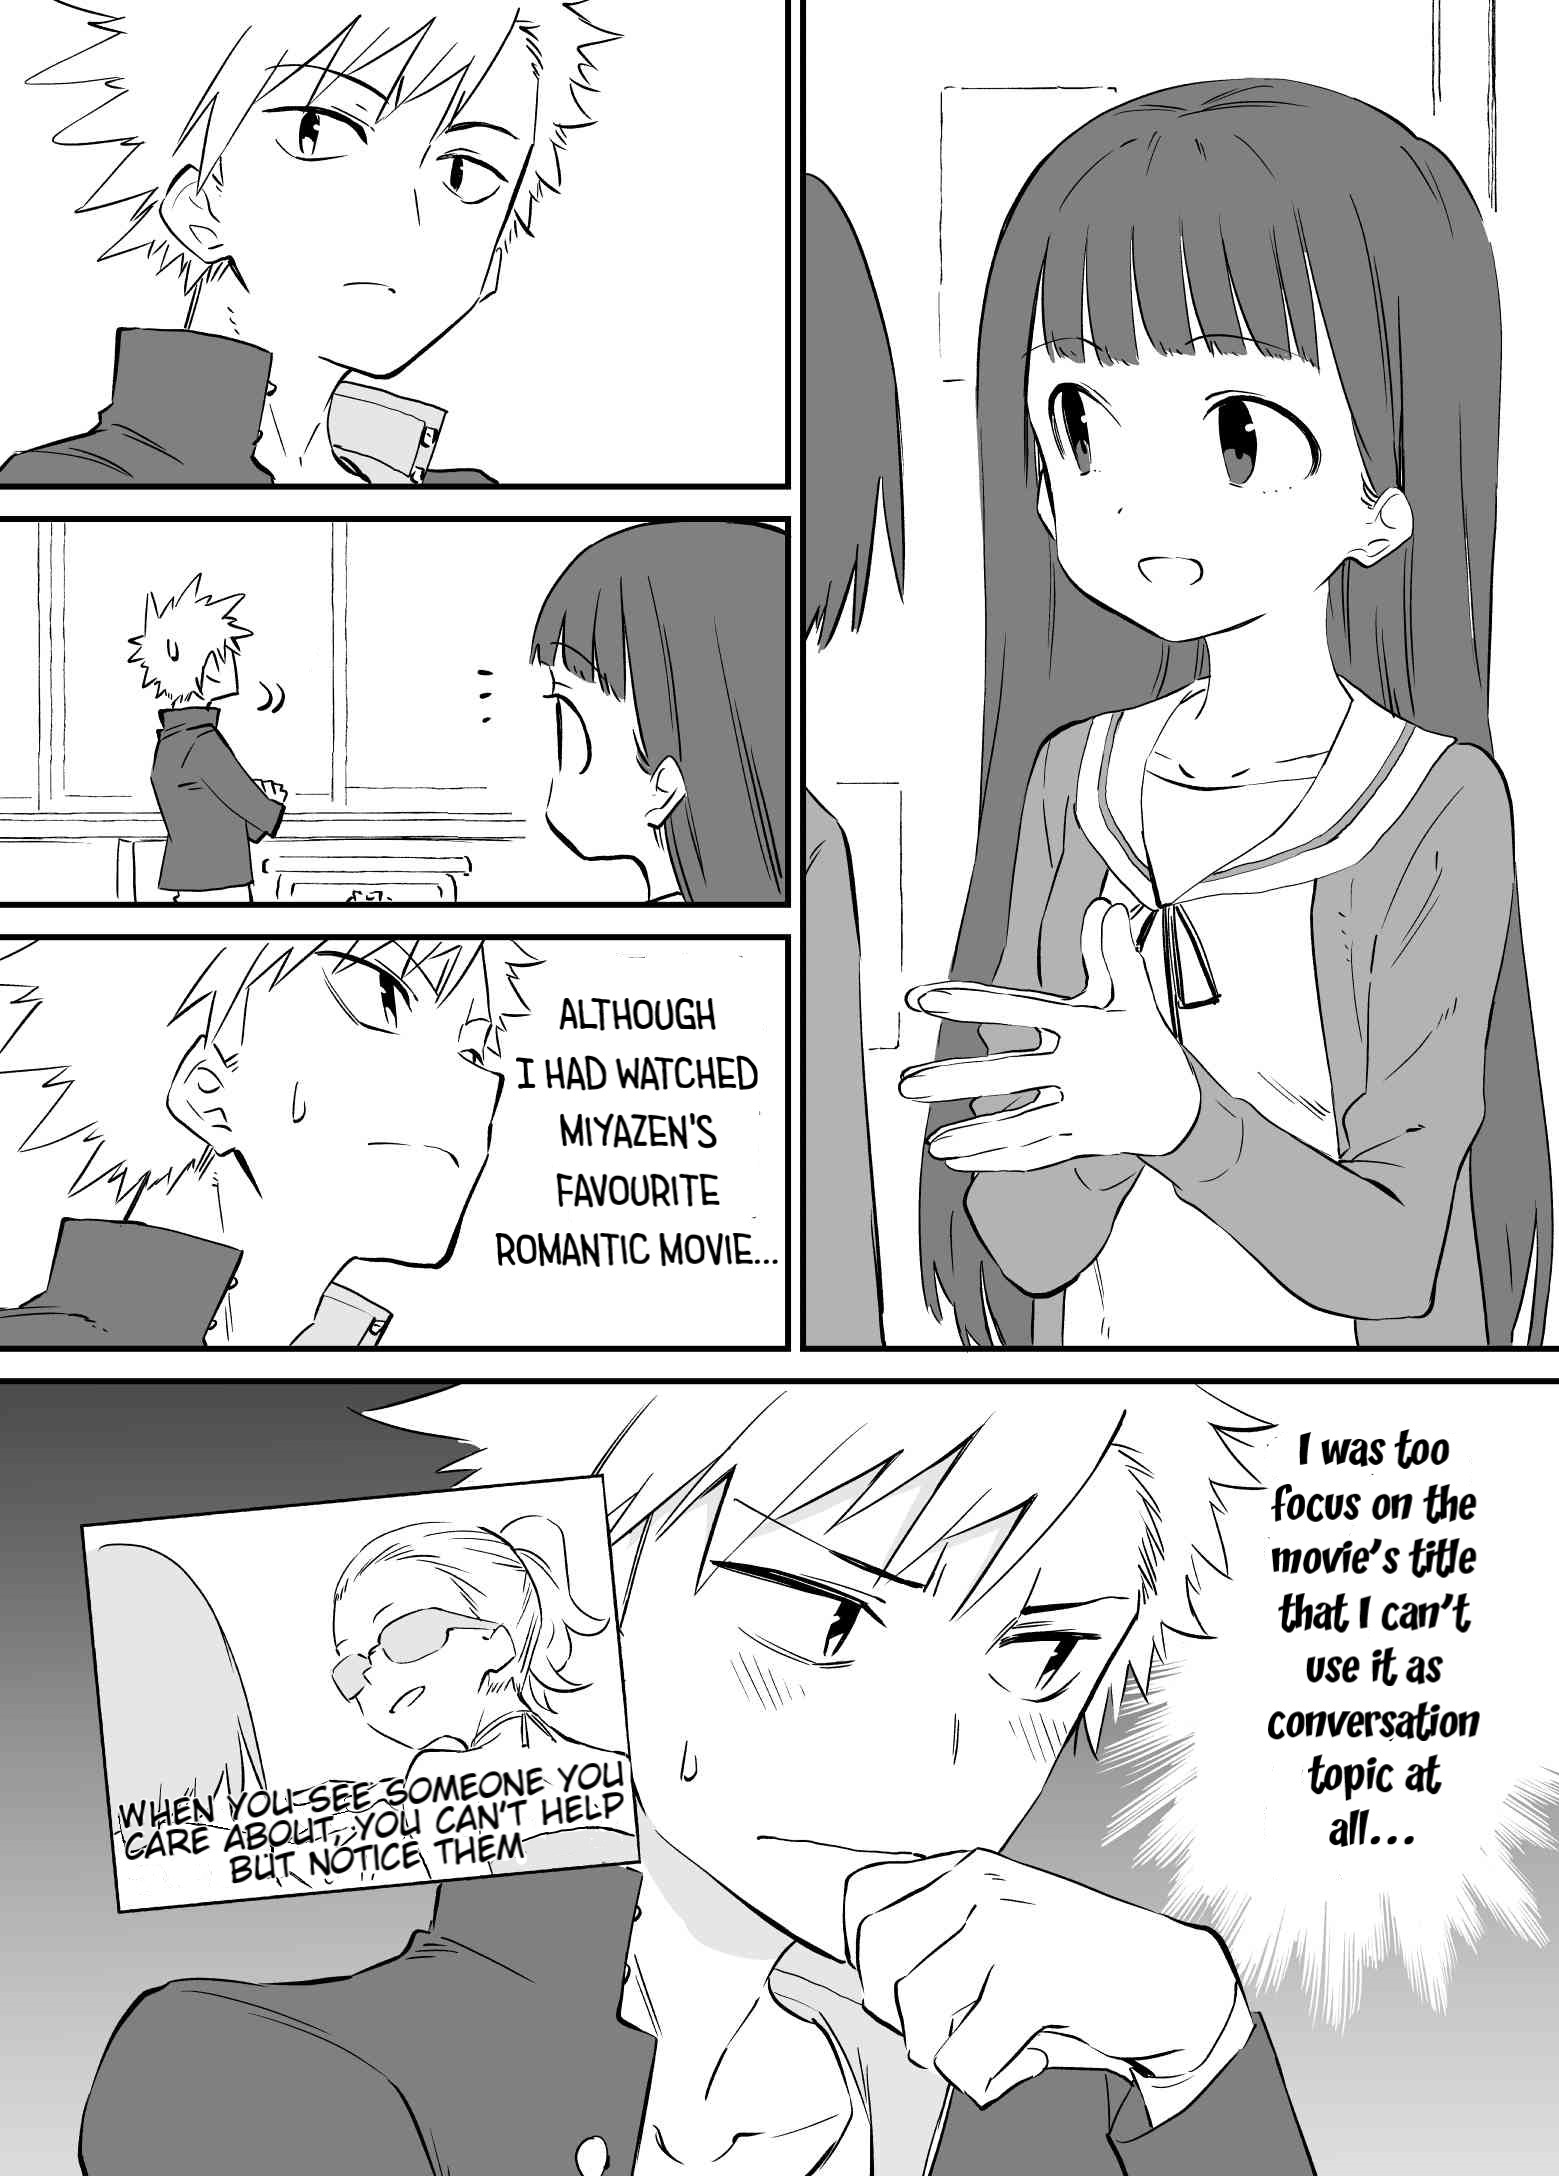 ALTHOUGH
I HAD WATCHED
MIYAZEN'S
FAVOURITE
ROMANTIC MOVIE...
I was too
focus on the
movie's title
that I can't
use it as
conversation
topic at
all...
WHEN YOU SEE SOMEONE YOU
CARE ABOUT, YOU CAN'T HELP
BUT NOTICE THEM